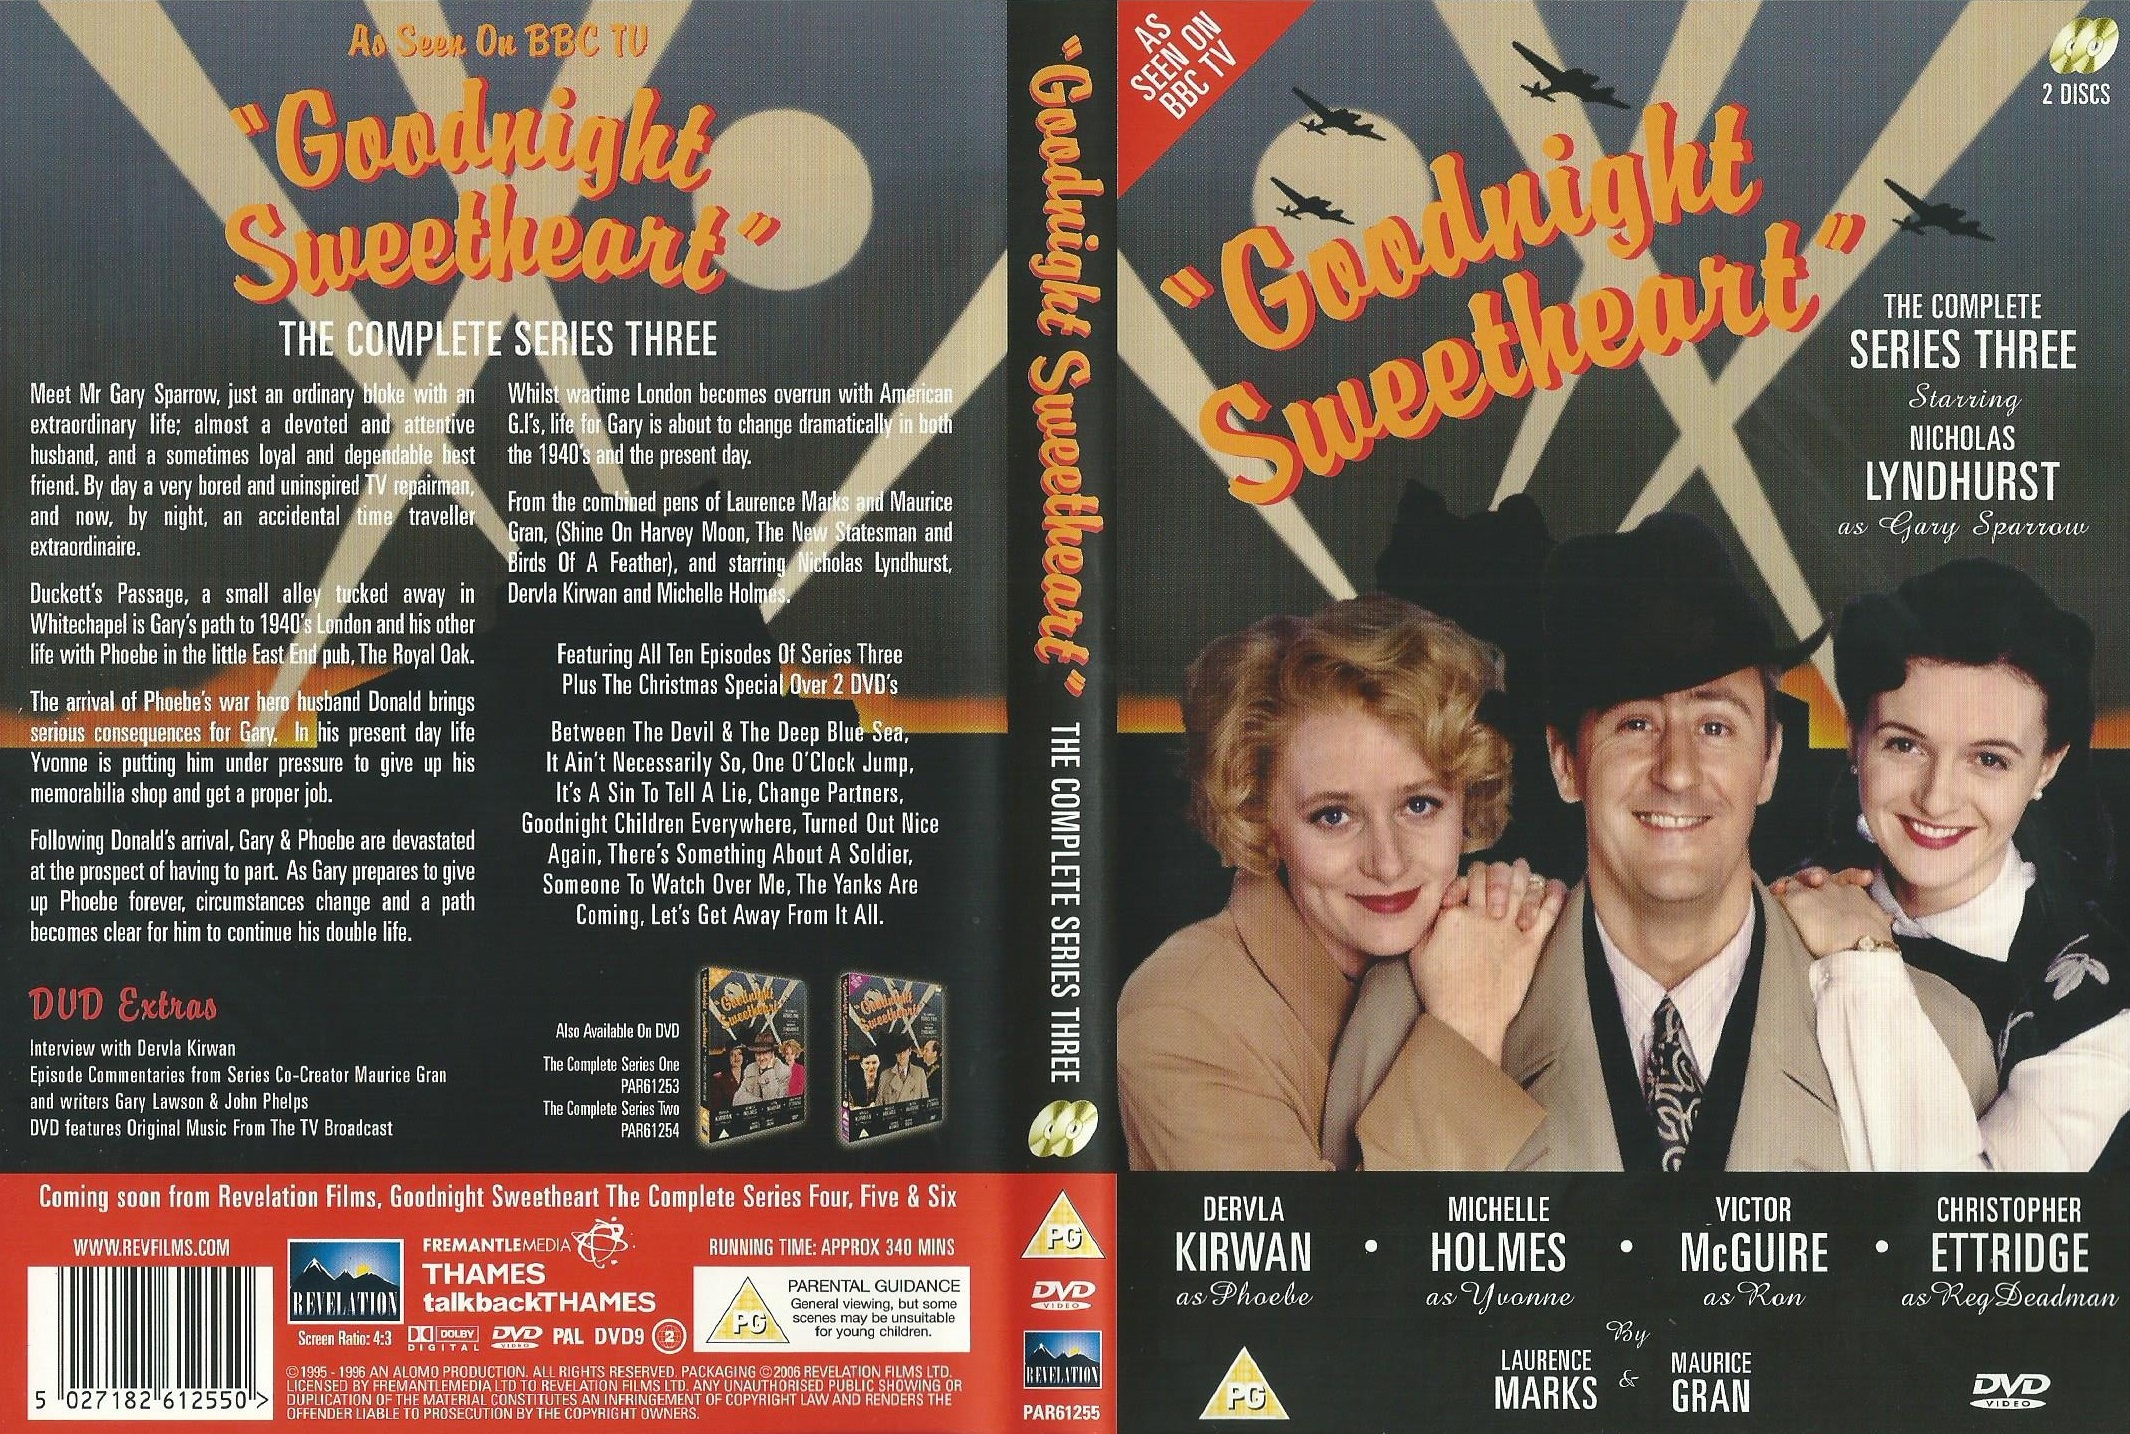 As Seen On BBC TV
"Goodnight
Sweetheart"
THE COMPLETE SERIES THREE
Meet Mr Gary Sparrow, just an ordinary bloke with an
extraordinary life; almost a devoted and attentive
husband, and a sometimes loyal and dependable best
friend. By day a very bored and uninspired TV repairman,
and now, by night, an accidental time traveller
extraordinaire.
Duckett's Passage, a small alley tucked away in
Whitechapel is Gary's path to 1940's London and his other
life with Phoebe in the little East End pub, The Royal Oak.
The arrival of Phoebe's war hero husband Donald brings
serious consequences for Gary. In his present day life
Yvonne is putting him under pressure to give up his
memorabilia shop and get a proper job.
Following Donald's arrival, Gary & Phoebe are devastated
at the prospect of having to part. As Gary prepares to give
up Phoebe forever, circumstances change and a path
becomes clear for him to continue his double life.
Whilst wartime London becomes overrun with American
G.I's, life for Gary is about to change dramatically in both
the 1940's and the present day.
From the combined pens of Laurence Marks and Maurice
Gran, (Shine On Harvey Moon, The New Statesman and
Birds Of A Feather), and starring Nicholas Lyndhurst,
Dervla Kirwan and Michelle Holmes.
Featuring All Ten Episodes Of Series Three
Plus The Christmas Special Over 2 DVD's
Between The Devil & The Deep Blue Sea,
It Ain't Necessarily So, One O'Clock Jump,
It's A Sin To Tell A Lie, Change Partners,
Goodnight Children Everywhere, Turned Out Nice
Again, There's Something About A Soldier,
Someone To Watch Over Me, The Yanks Are
Coming, Let's Get Away From It All.
DVD Extras
Interview with Dervla Kirwan
Episode Commentaries from Series Co-Creator Maurice Gran
and writers Gary Lawson & John Phelps
DVD features Original Music From The TV Broadcast
Also Available On DVD
The Complete Series One
PAR61253
The Complete Series Two
PAR61254
"Goodnight
Sweetheart"
"Goodnight
Sweetheart"
Coming soon from Revelation Films, Goodnight Sweetheart The Complete Series Four, Five & Six
WWW.REVFILMS.COM
5 027182 612550 >
REVELATION
Screen Ratio: 4:3
FREMANTLEMEDIA
THAMES
talkbackTHAMES
DOLBY
DIGITAL
DVD
VIDEO
PAL DVD9 2
RUNNING TIME: APPROX 340 MINS
PG
PARENTAL GUIDANCE
General viewing, but some
scenes may be unsuitable
for young children.
©1995 - 1996 AN ALOMO PRODUCTION. ALL RIGHTS RESERVED. PACKAGING ©2006 REVELATION FILMS LTD.
LICENSED BY FREMANTLEMEDIA LTD TO REVELATION FILMS LTD. ANY UNAUTHORISED PUBLIC SHOWING OR
DUPLICATION OF THE MATERIAL CONSTITUTES AN INFRINGEMENT OF COPYRIGHT LAW AND RENDERS THE
OFFENDER LIABLE TO PROSECUTION BY THE COPYRIGHT OWNERS.
"Goodnight Sweetheart" THE COMPLETE SERIES THREE
PG
DVD
VIDEO
REVELATION
PAR61255
AS
SEEN ON
BBC TV
2 DISCS
"Goodnight
Sweetheart"
THE COMPLETE
SERIES THREE
Starring
NICHOLAS
LYNDHURST
as Gary Sparrow
DERVLA
KIRWAN
as Phoebe
MICHELLE
HOLMES
as Yvonne
VICTOR
McGUIRE
as Ron
CHRISTOPHER
ETTRIDGE
as Reg Deadman
By
LAURENCE
MARKS
&
MAURICE
GRAN
PG
DVD
VIDEO